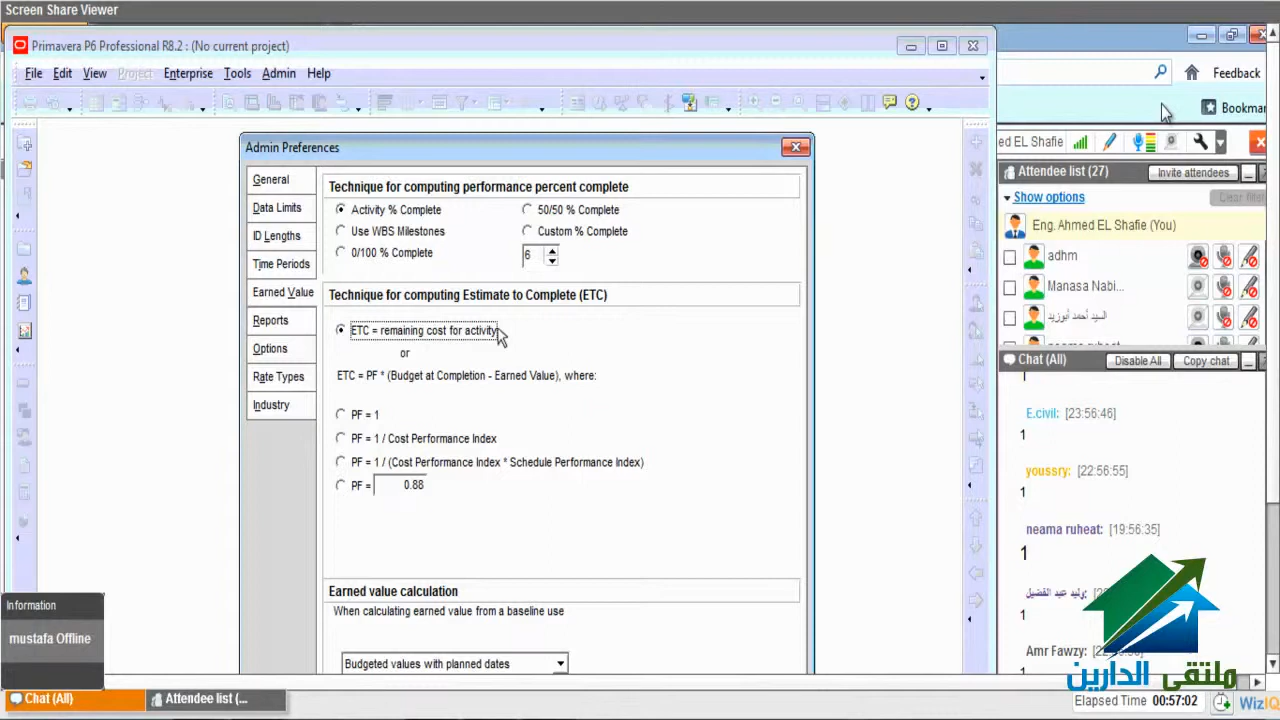 Screen Share Viewer
Primavera P6 Professional R8.2 : (No current project)
File Edit View Project Enterprise Tools Admin Help
Feedback
Bookmar
Admin Preferences
General
Data Limits
ID Lengths
Time Periods
Earned Value
Reports
Options
Rate Types
Industry
Technique for computing performance percent complete
Activity % Complete
50/50 % Complete
Use WBS Milestones
Custom % Complete
0/100 % Complete
6
Technique for computing Estimate to Complete (ETC)
ETC = remaining cost for activity
or
ETC = PF * (Budget at Completion - Earned Value), where:
PF = 1
PF = 1 / Cost Performance Index
PF = 1 / (Cost Performance Index * Schedule Performance Index)
PF = 0.88
Earned value calculation
When calculating earned value from a baseline use
Budgeted values with planned dates
ed EL Shafie
Attendee list (27)
Invite attendees
Show options
Clear filter
Eng. Ahmed EL Shafie (You)
adhm
Manasa Nabi...
السيد أحمد أبوزيد
Chat (All)
Disable All
Copy chat
1
E.civil: [23:56:46]
1
youssry: [22:56:55]
1
neama ruheat: [19:56:35]
1
وليد عبد الفضيل:
1
Amr Fawzy:
1
ملتقى الدارين
Information
mustafa Offline
Chat (All)
Attendee list (...
Elapsed Time 00:57:02
WizIQ